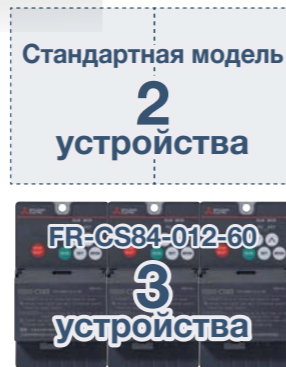 Стандартная модель
2
устройства
FR-CS84-012-60
3
устройства